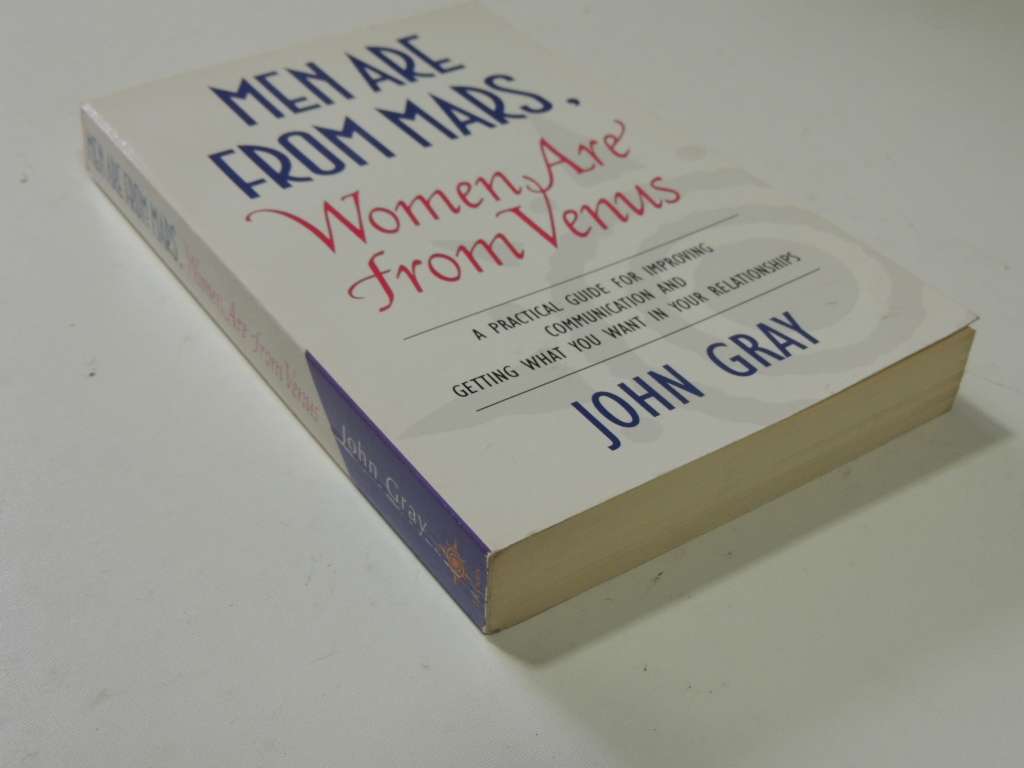 MEN ARE
FROM MARS,
Women Are
from Venus
A PRACTICAL GUIDE FOR IMPROVING
COMMUNICATION AND
GETTING WHAT YOU WANT IN YOUR RELATIONSHIPS
JOHN GRAY
MEN ARE FROM MARS, Women Are from Venus
John Gray